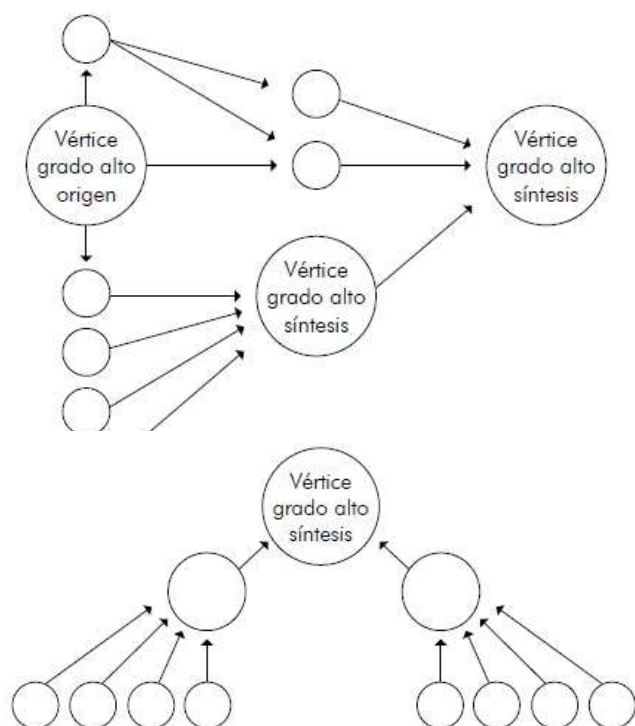 Vértice
grado alto
origen
Vértice
grado alto
síntesis
Vértice
grado alto
síntesis
Vértice
grado alto
síntesis